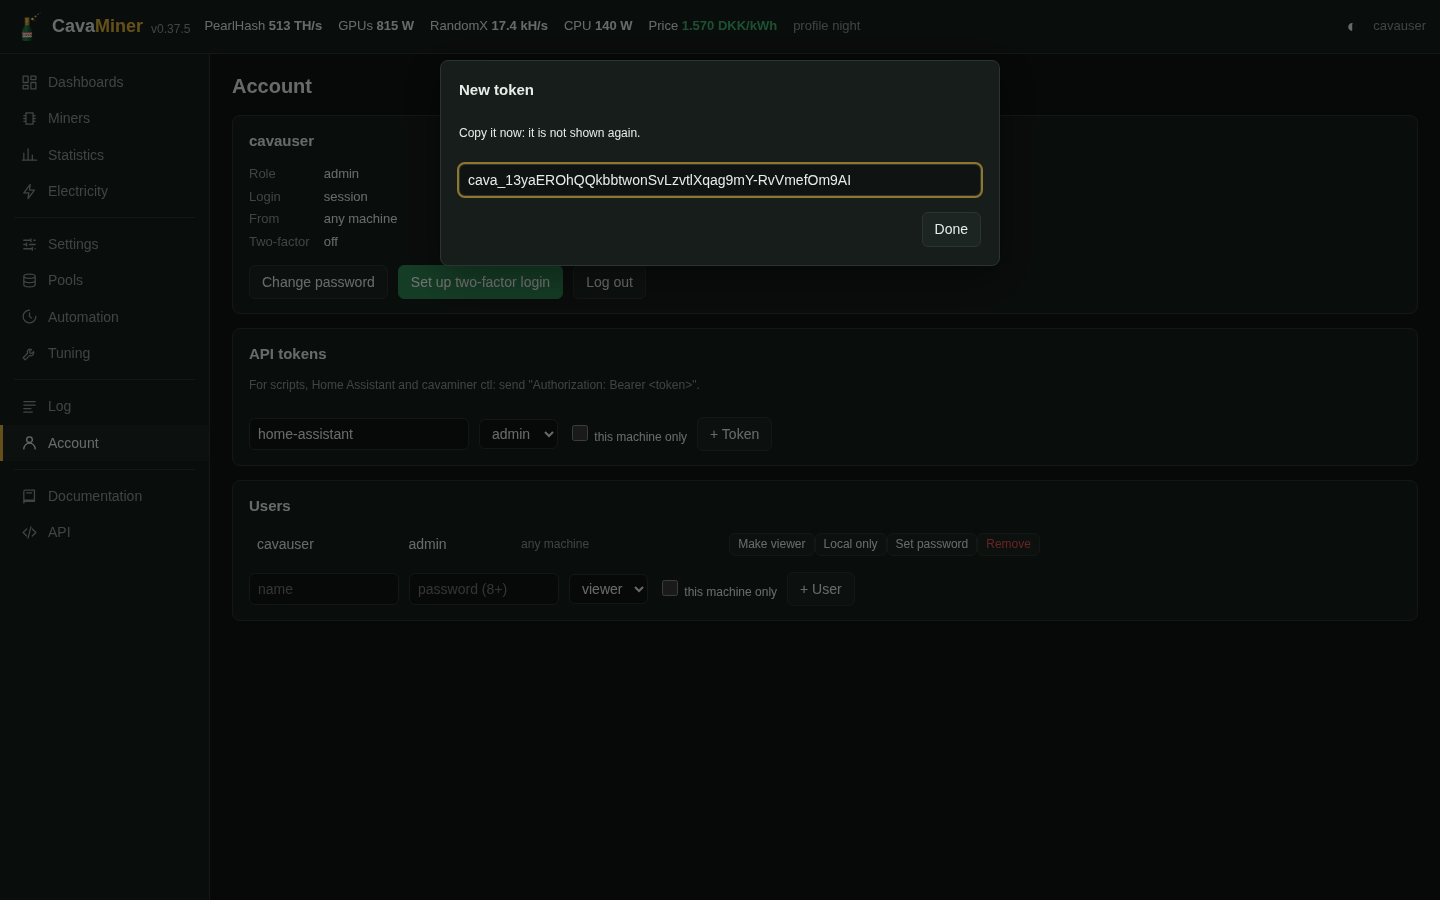 CavaMiner v0.37.5 PearlHash 513 TH/s GPUs 815 W RandomX 17.4 kH/s CPU 140 W Price 1.570 DKK/kWh profile night cavauser
Dashboards
Miners
Statistics
Electricity
Settings
Pools
Automation
Tuning
Log
Account
Documentation
API
Account
cavauser
Role admin
Login session
From any machine
Two-factor off
Change password Set up two-factor login Log out
New token
Copy it now: it is not shown again.
cava_13yaEROhQQkbbtwonSvLzvtlXqag9mY-RvVmefOm9AI
Done
API tokens
For scripts, Home Assistant and cavaminer ctl: send "Authorization: Bearer <token>".
home-assistant admin this machine only + Token
Users
cavauser admin any machine Make viewer Local only Set password Remove
name password (8+) viewer this machine only + User